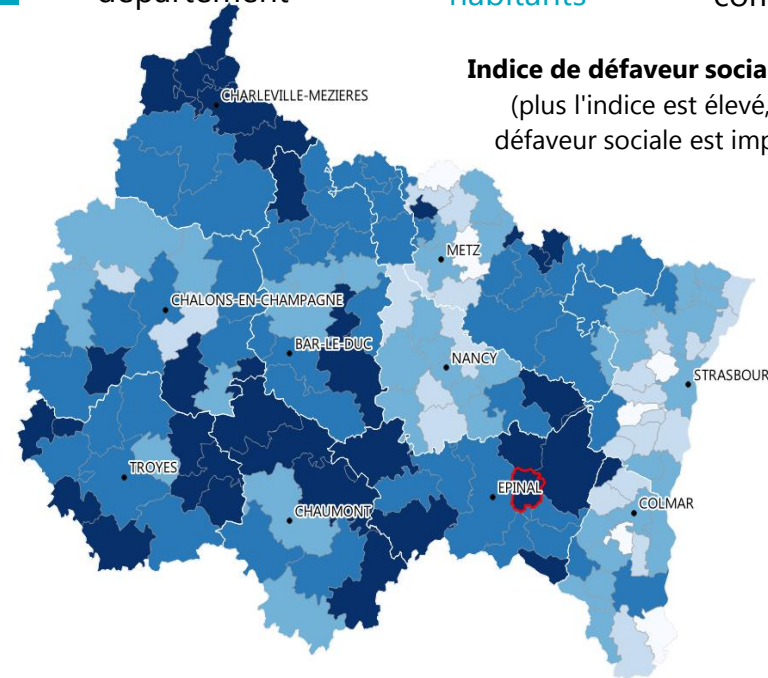 département habitants
Indice de défaveur socia
(plus l'indice est élevé,
défaveur sociale est imp
CHARLEVILLE-MEZIERES
METZ
CHALONS-EN-CHAMPAGNE
BAR-LE-DUC
NANCY
STRASBOUR
TROYES
EPINAL
CHAUMONT
COLMAR